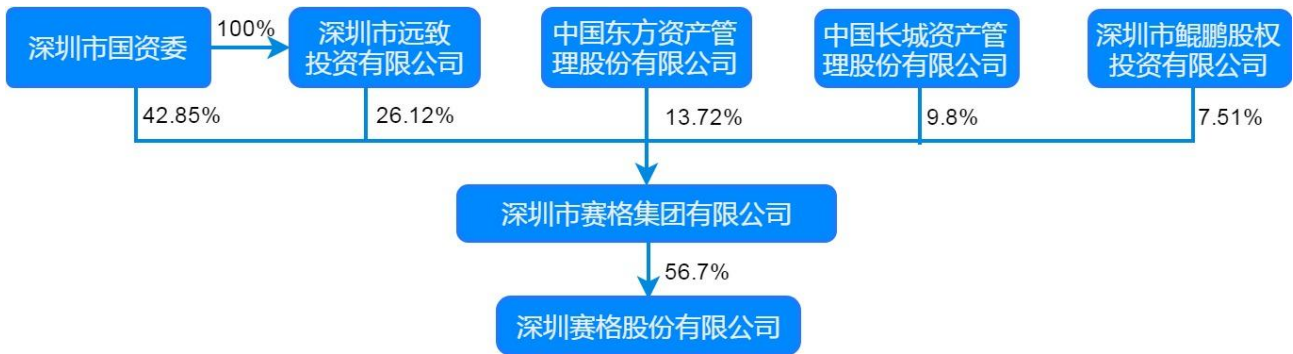 深圳市国资委
100%
深圳市远致
投资有限公司
中国东方资产管
理股份有限公司
中国长城资产管
理股份有限公司
深圳市鲲鹏股权
投资有限公司
42.85%
26.12%
13.72%
9.8%
7.51%
深圳市赛格集团有限公司
56.7%
深圳赛格股份有限公司